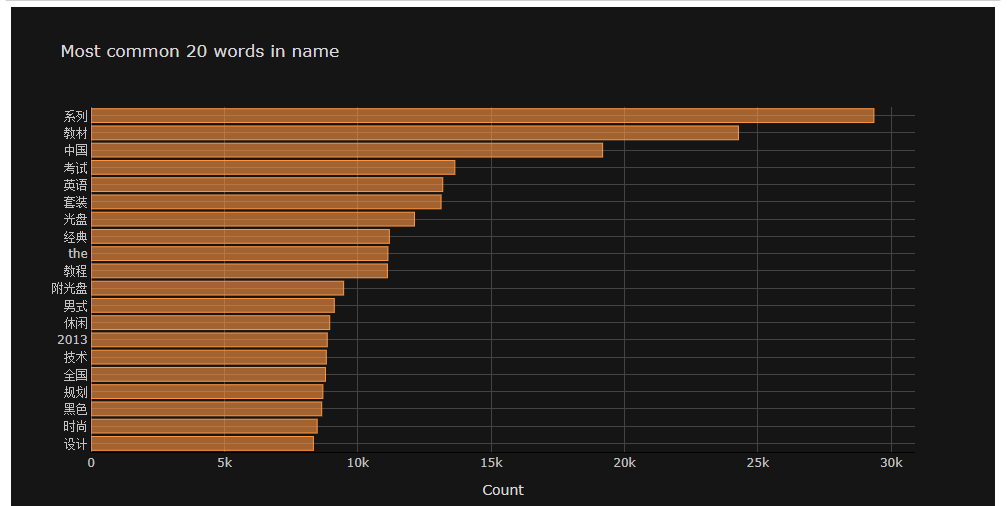 Most common 20 words in name
系列
教材
中国
考试
英语
套装
光盘
经典
the
教程
附光盘
男式
休闲
2013
技术
全国
规划
黑色
时尚
设计
0 5k 10k 15k 20k 25k 30k
Count